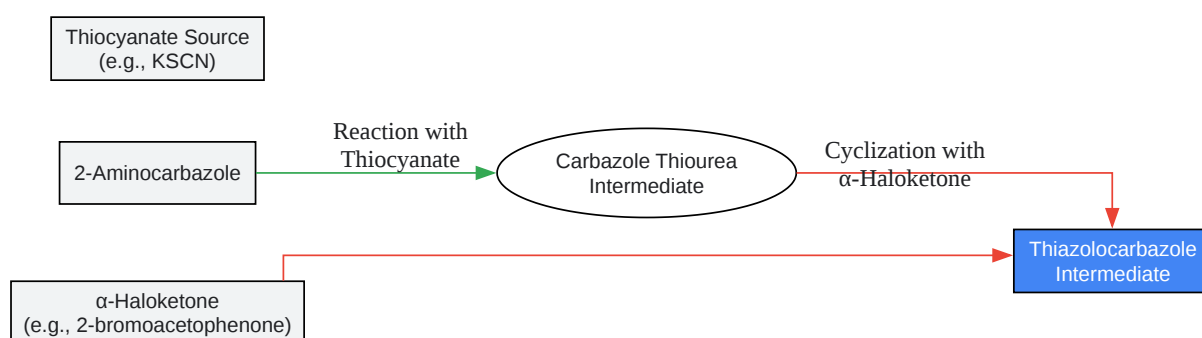 Thiocyanate Source
(e.g., KSCN)
2-Aminocarbazole
Reaction with
Thiocyanate
Carbazole Thiourea
Intermediate
Cyclization with
α-Haloketone
Thiazolocarbazole
Intermediate
α-Haloketone
(e.g., 2-bromoacetophenone)